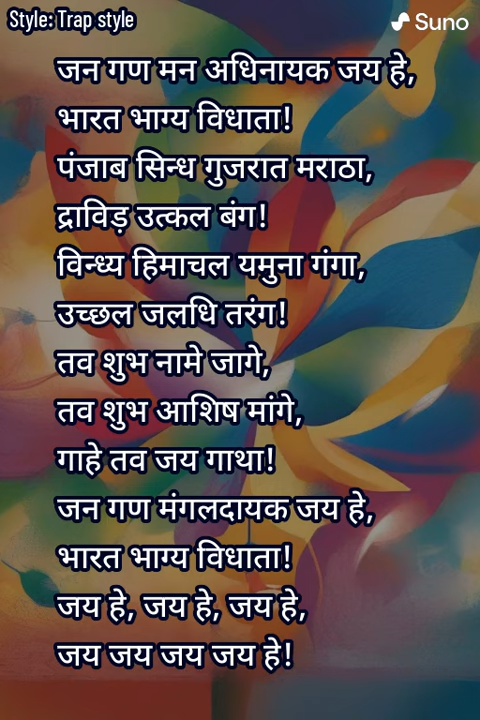 Style: Trap style
Suno
जन गण मन अधिनायक जय हे,
भारत भाग्य विधाता!
पंजाब सिन्ध गुजरात मराठा,
द्राविड़ उत्कल बंग!
विन्ध्य हिमाचल यमुना गंगा,
उच्छल जलधि तरंग!
तव शुभ नामे जागे,
तव शुभ आशिष मांगे,
गाहे तव जय गाथा!
जन गण मंगलदायक जय हे,
भारत भाग्य विधाता!
जय हे, जय हे, जय हे,
जय जय जय जय हे!